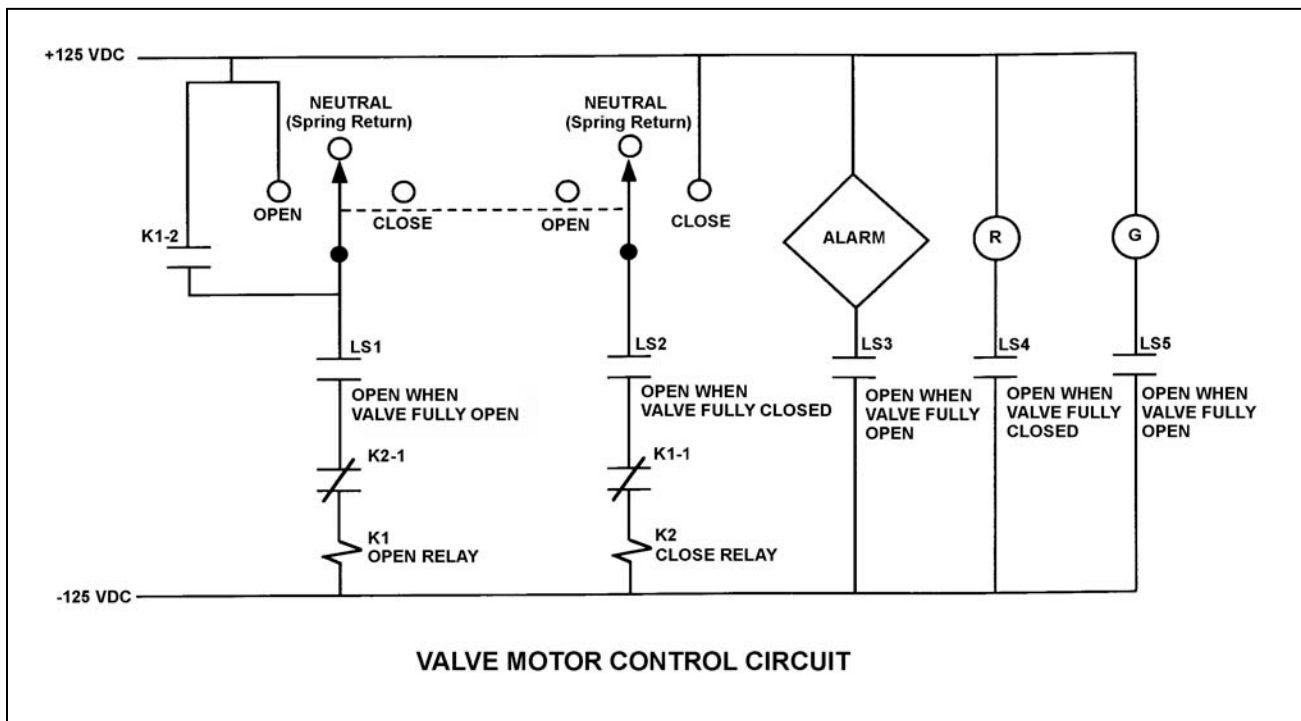 +125 VDC
NEUTRAL
(Spring Return)
NEUTRAL
(Spring Return)
OPEN
CLOSE
OPEN
CLOSE
K1-2
ALARM
R
G
LS1
OPEN WHEN
VALVE FULLY OPEN
LS2
OPEN WHEN
VALVE FULLY CLOSED
LS3
OPEN WHEN
VALVE FULLY
OPEN
LS4
OPEN WHEN
VALVE FULLY
CLOSED
LS5
OPEN WHEN
VALVE FULLY
OPEN
K2-1
K1-1
K1
OPEN RELAY
K2
CLOSE RELAY
-125 VDC
VALVE MOTOR CONTROL CIRCUIT